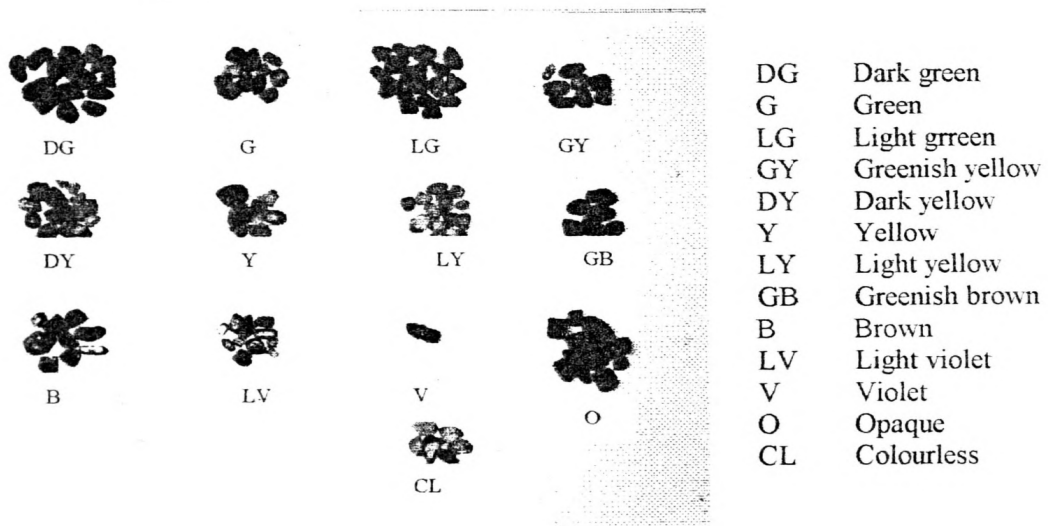 DG G LG GY
DY Y LY GB
B LV V O
CL
DG Dark green
G Green
LG Light grreen
GY Greenish yellow
DY Dark yellow
Y Yellow
LY Light yellow
GB Greenish brown
B Brown
LV Light violet
V Violet
O Opaque
CL Colourless